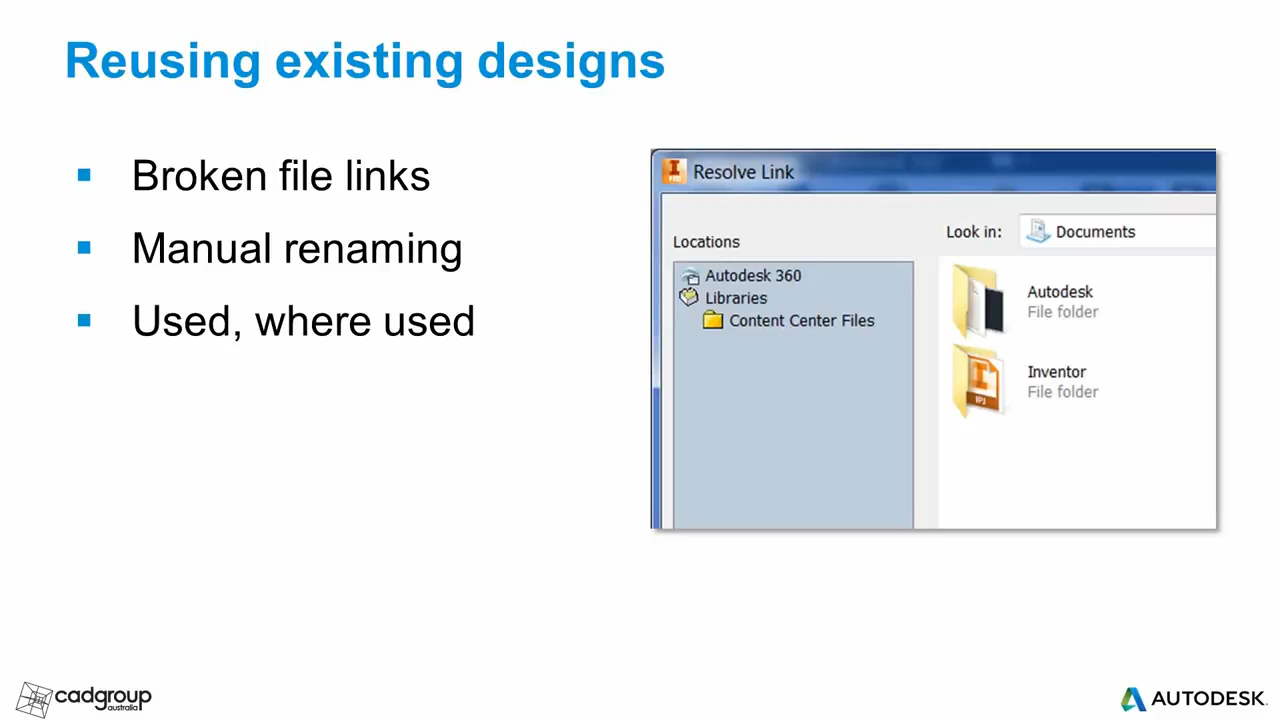 Reusing existing designs
Broken file links
Manual renaming
Used, where used
Resolve Link
Locations
Autodesk 360
Libraries
Content Center Files
Look in:
Documents
Autodesk
File folder
Inventor
File folder
IPJ
cadgroup
australia
AUTODESK.